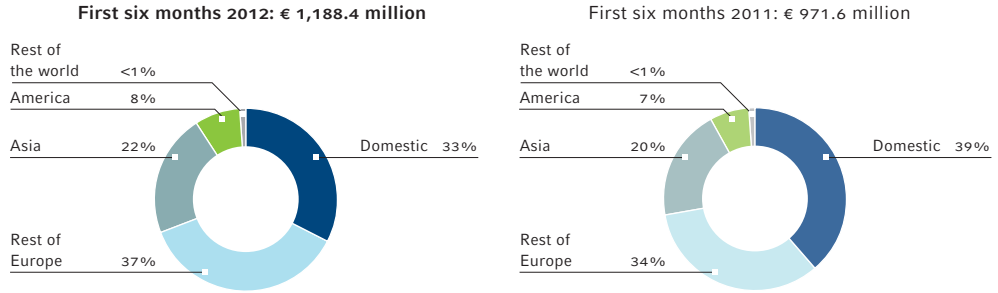 First six months 2012: € 1,188.4 million
Rest of
the world <1%
America 8%
Asia 22%
Domestic 33%
Rest of
Europe 37%
First six months 2011: € 971.6 million
Rest of
the world <1%
America 7%
Asia 20%
Domestic 39%
Rest of
Europe 34%